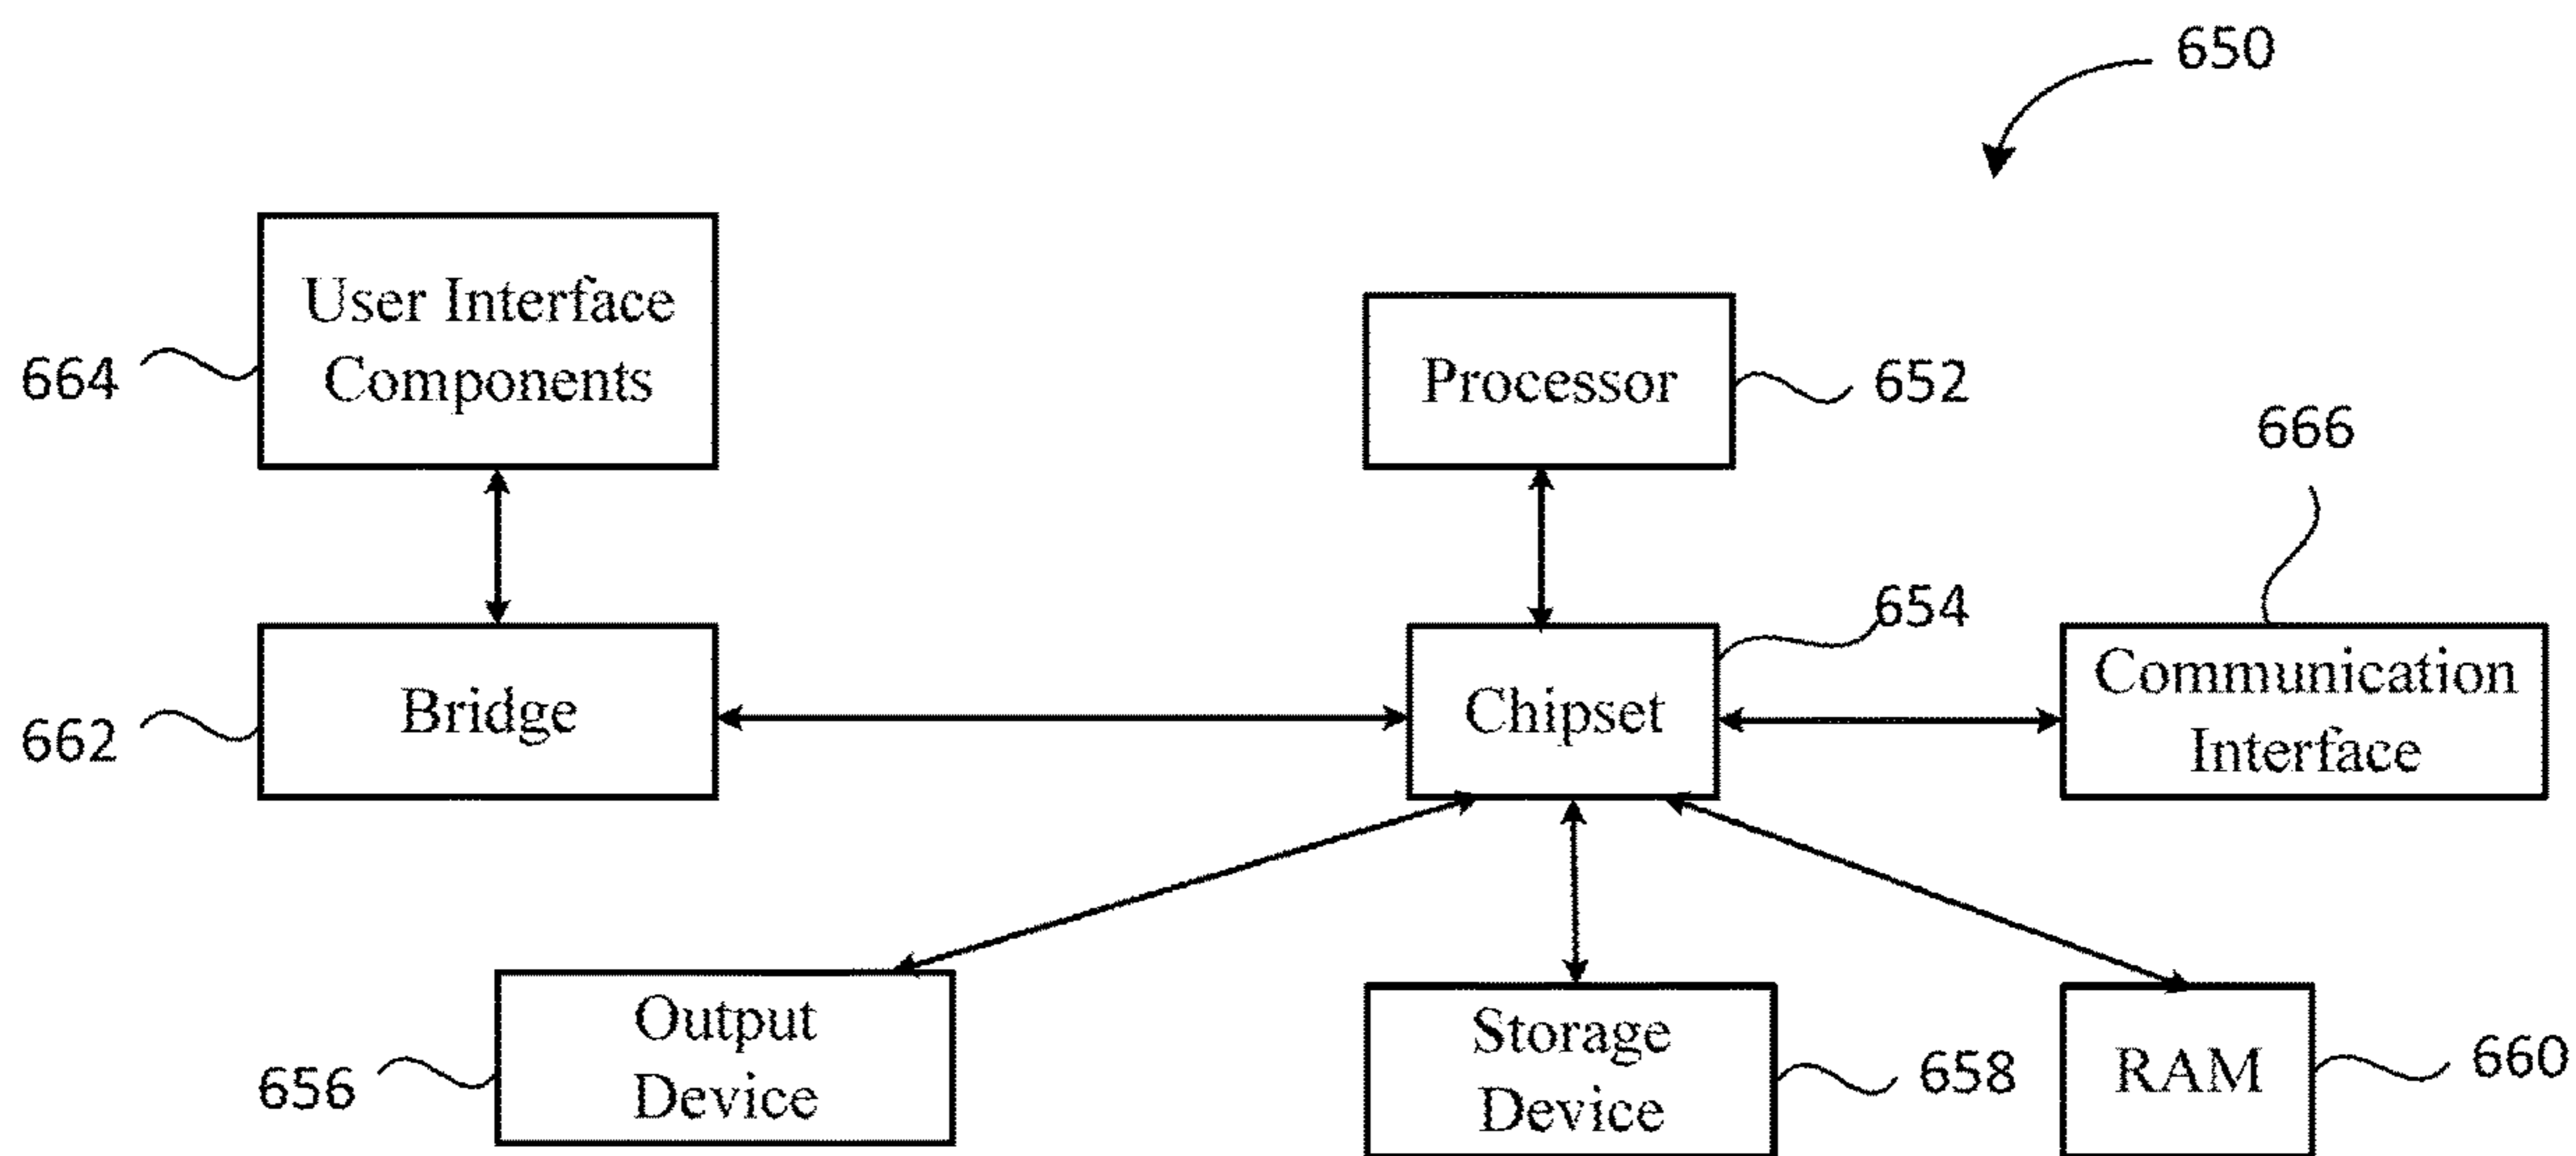 650
User Interface
Components
664
Processor
652
666
654
Communication
Interface
Chipset
Bridge
662
Output
Device
656
Storage
Device
658
RAM
660